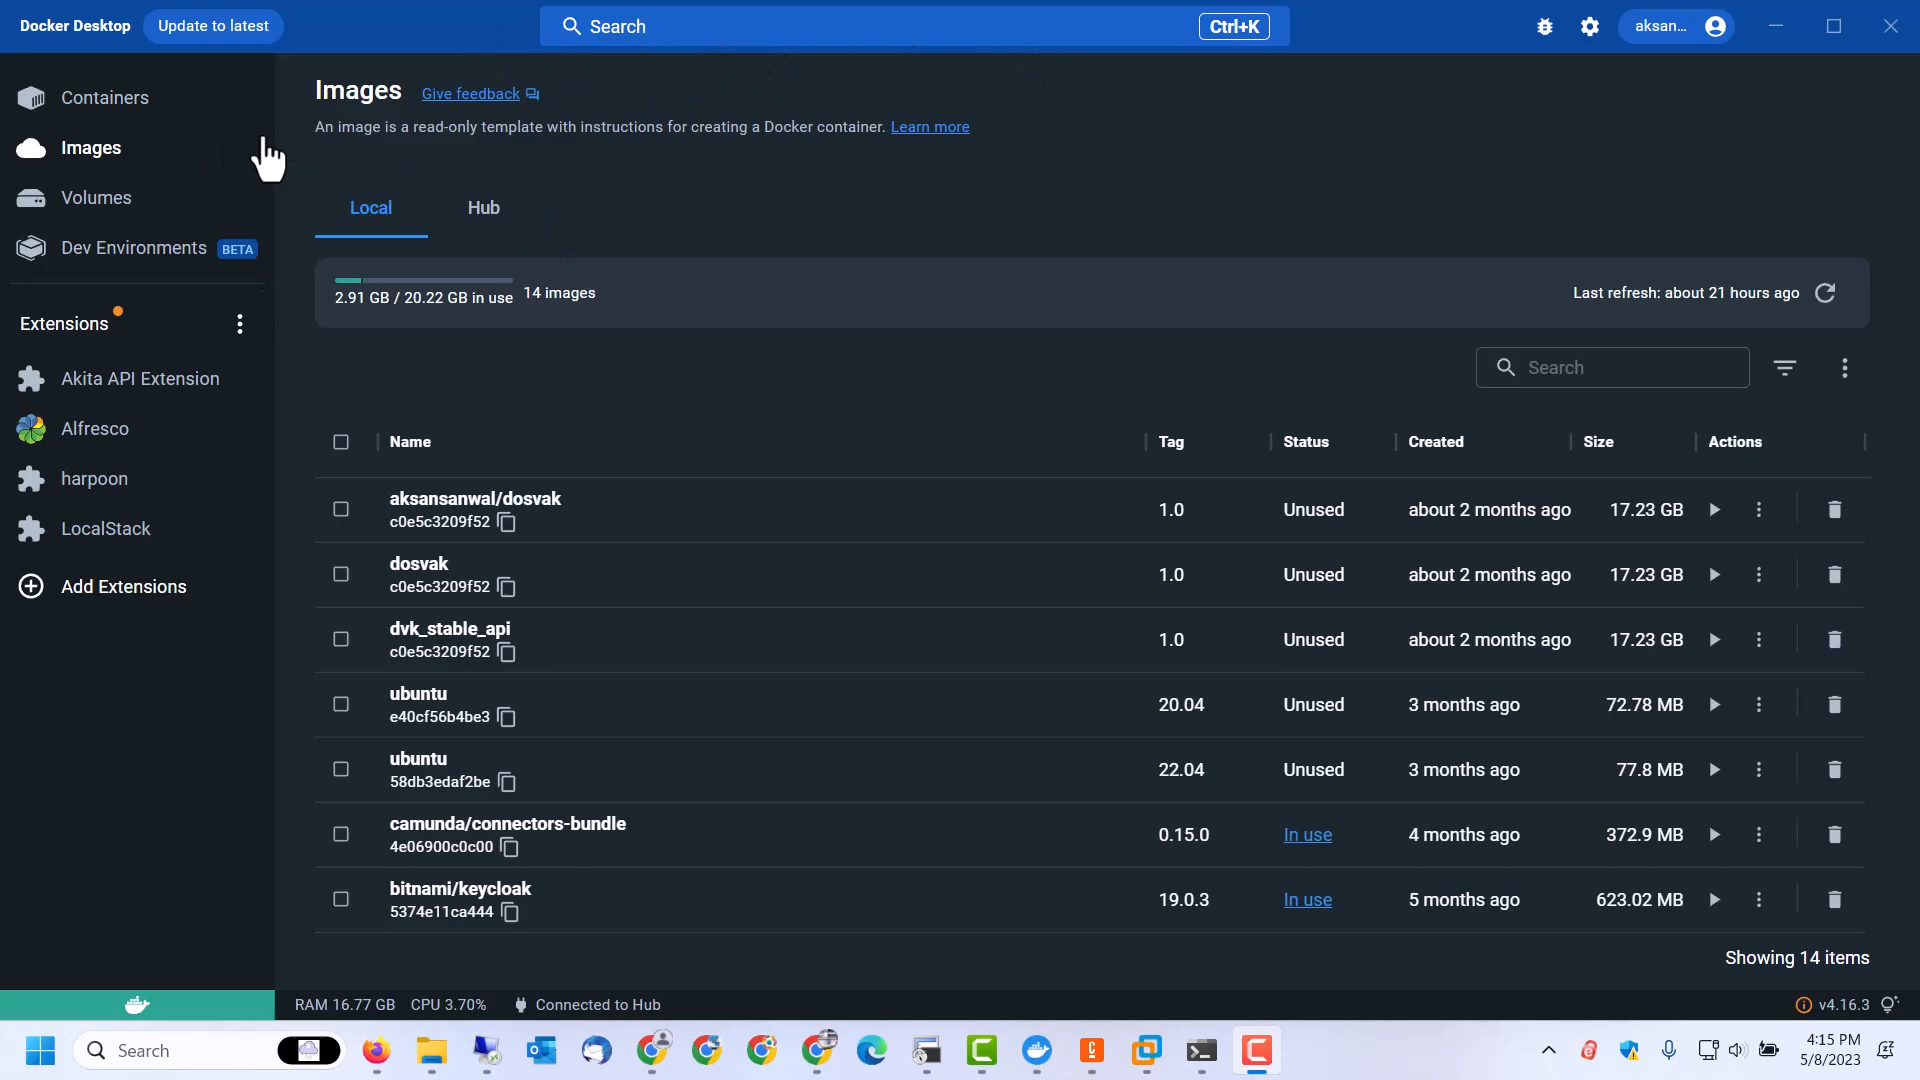 Docker Desktop Update to latest Search Ctrl+K aksan...
Containers
Images
Volumes
Dev Environments BETA
Extensions
Akita API Extension
Alfresco
harpoon
LocalStack
Add Extensions
Images Give feedback
An image is a read-only template with instructions for creating a Docker container. Learn more
Local Hub
2.91 GB / 20.22 GB in use 14 images Last refresh: about 21 hours ago
Search
Name Tag Status Created Size Actions
aksansanwal/dosvak 1.0 Unused about 2 months ago 17.23 GB
c0e5c3209f52
dosvak 1.0 Unused about 2 months ago 17.23 GB
c0e5c3209f52
dvk_stable_api 1.0 Unused about 2 months ago 17.23 GB
c0e5c3209f52
ubuntu 20.04 Unused 3 months ago 72.78 MB
e40cf56b4be3
ubuntu 22.04 Unused 3 months ago 77.8 MB
58db3edaf2be
camunda/connectors-bundle 0.15.0 In use 4 months ago 372.9 MB
4e06900c0c00
bitnami/keycloak 19.0.3 In use 5 months ago 623.02 MB
5374e11ca444
Showing 14 items
RAM 16.77 GB CPU 3.70% Connected to Hub v4.16.3
Search 4:15 PM
5/8/2023